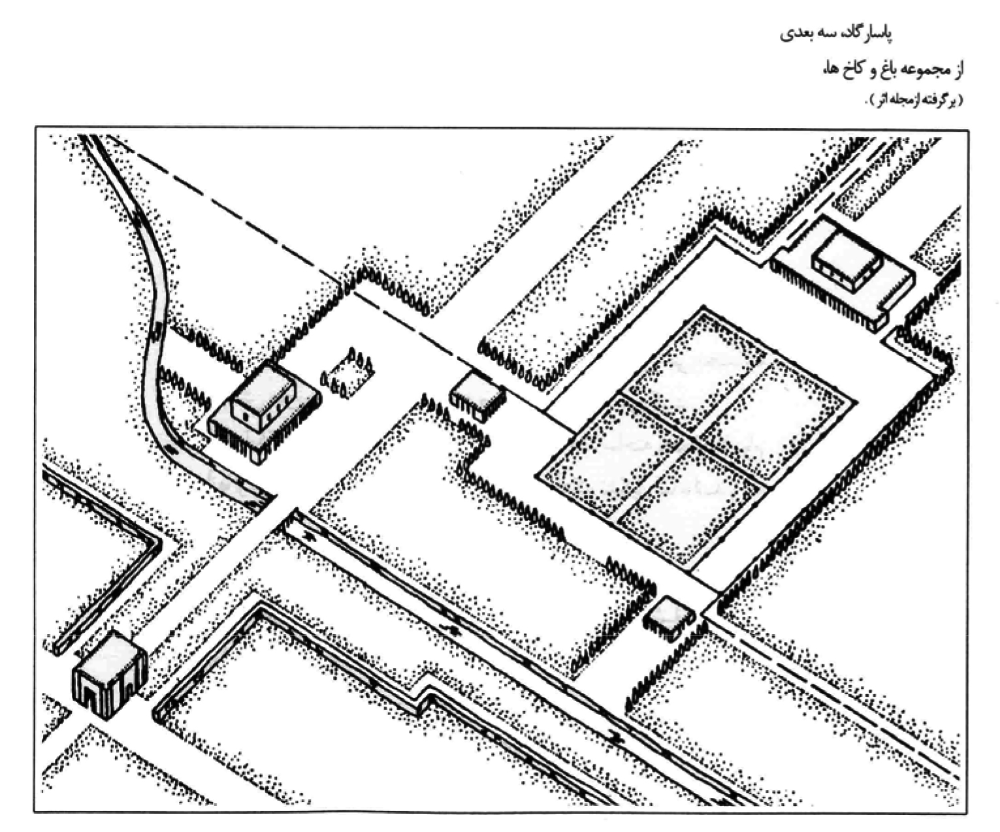 پاسارگاد، سه بعدی
از مجموعه باغ و کاخ ها،
(برگرفته ازمجله اثر).